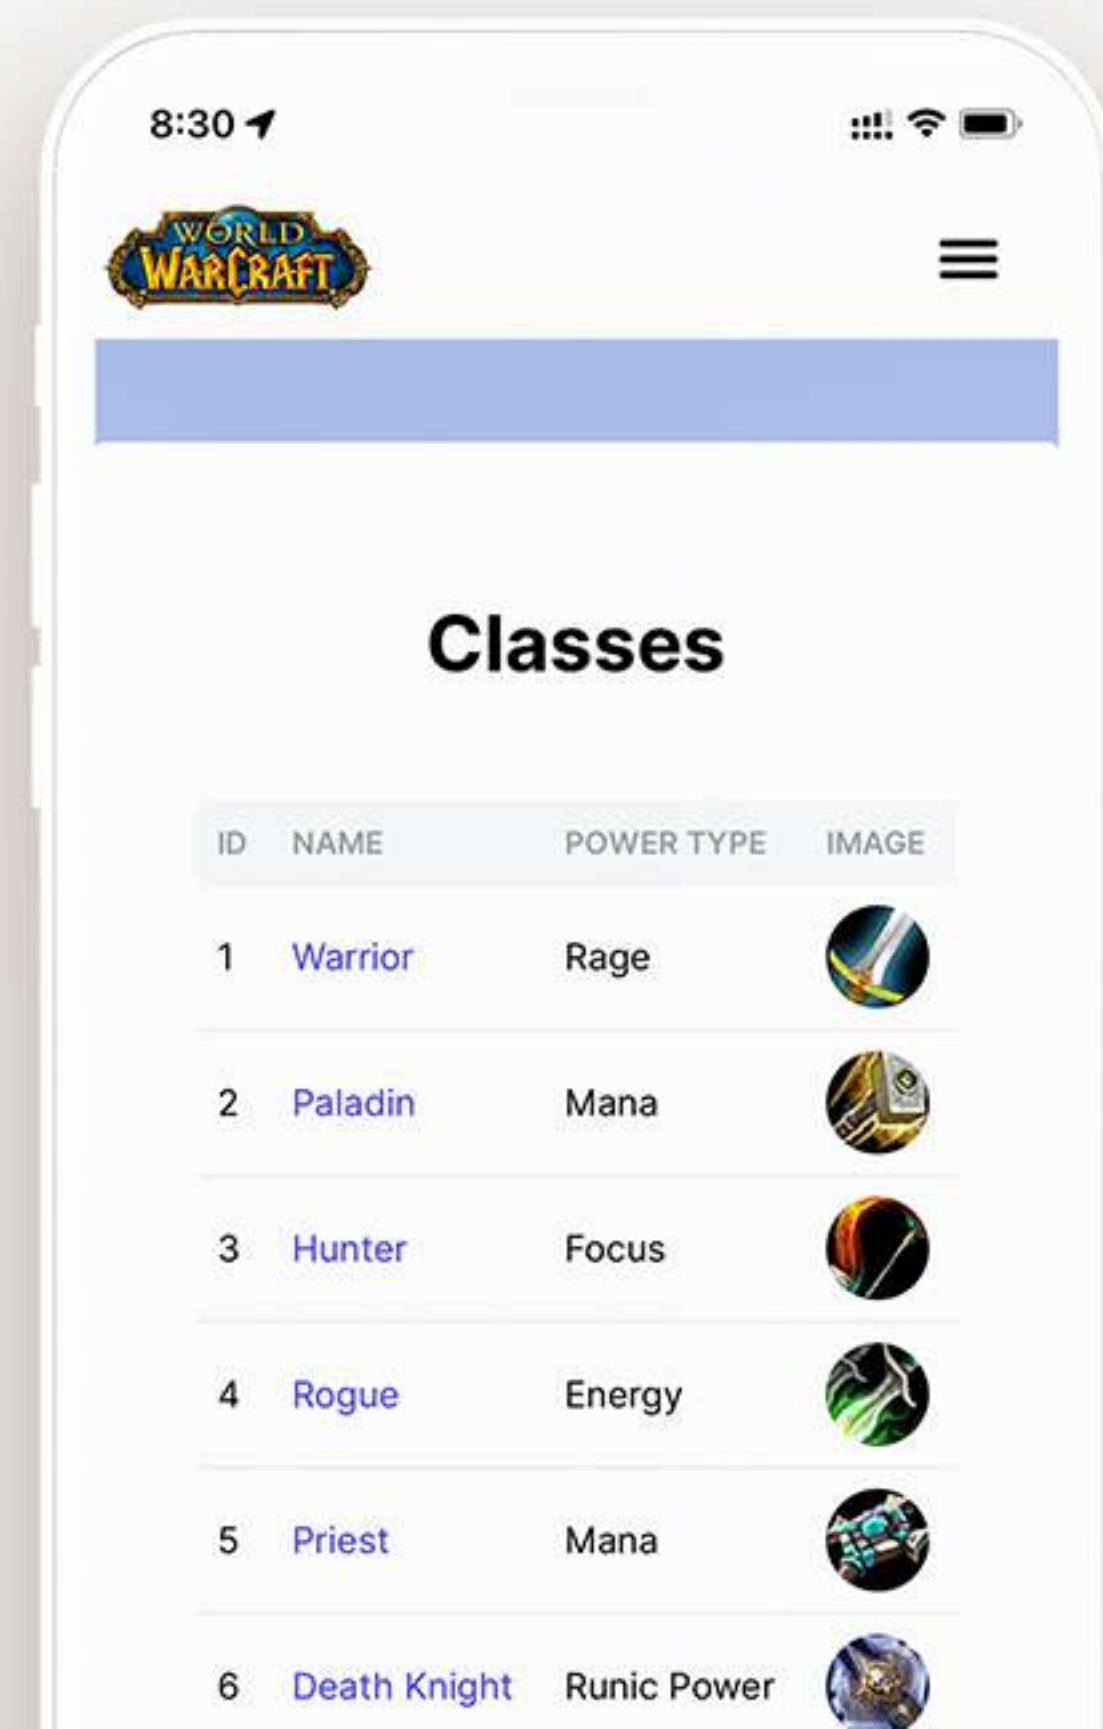 8:30
WORLD
WARCRAFT
Classes
ID NAME POWER TYPE IMAGE
1 Warrior Rage
2 Paladin Mana
3 Hunter Focus
4 Rogue Energy
5 Priest Mana
6 Death Knight Runic Power